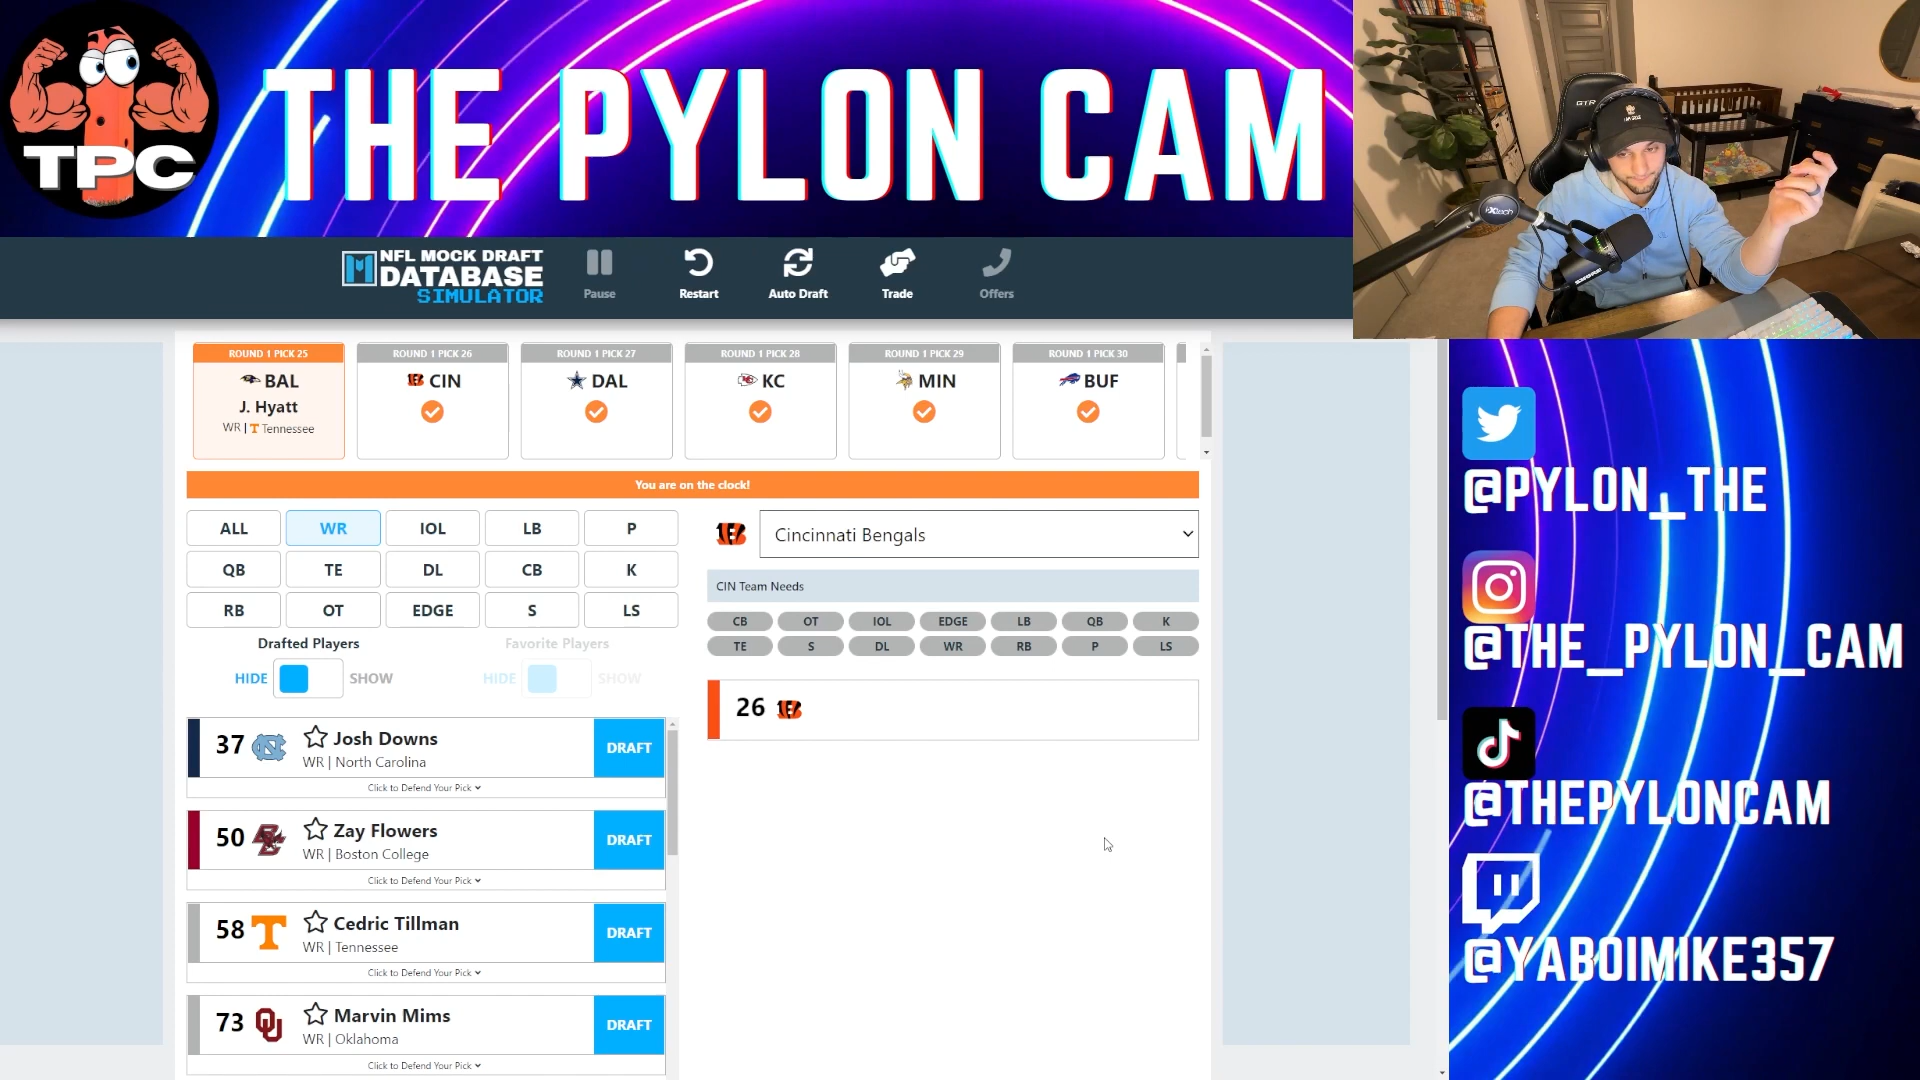 TPC
THE PYLON CAM
NFL MOCK DRAFT
DATABASE
SIMULATOR
Pause
Restart
Auto Draft
Trade
Offers
ROUND 1 PICK 25
BAL
J. Hyatt
WR | Tennessee
ROUND 1 PICK 26
CIN
ROUND 1 PICK 27
DAL
ROUND 1 PICK 28
KC
ROUND 1 PICK 29
MIN
ROUND 1 PICK 30
BUF
You are on the clock!
ALL WR IOL LB P
QB TE DL CB K
RB OT EDGE S LS
Drafted Players
HIDE SHOW
Favorite Players
HIDE SHOW
37 Josh Downs
WR | North Carolina
DRAFT
Click to Defend Your Pick
50 Zay Flowers
WR | Boston College
DRAFT
Click to Defend Your Pick
58 Cedric Tillman
WR | Tennessee
DRAFT
Click to Defend Your Pick
73 Marvin Mims
WR | Oklahoma
DRAFT
Click to Defend Your Pick
Cincinnati Bengals
CIN Team Needs
CB OT IOL EDGE LB QB K
TE S DL WR RB P LS
26
@PYLON_THE
@THE_PYLON_CAM
@THEPYLONCAM
@YABOIMIKE357